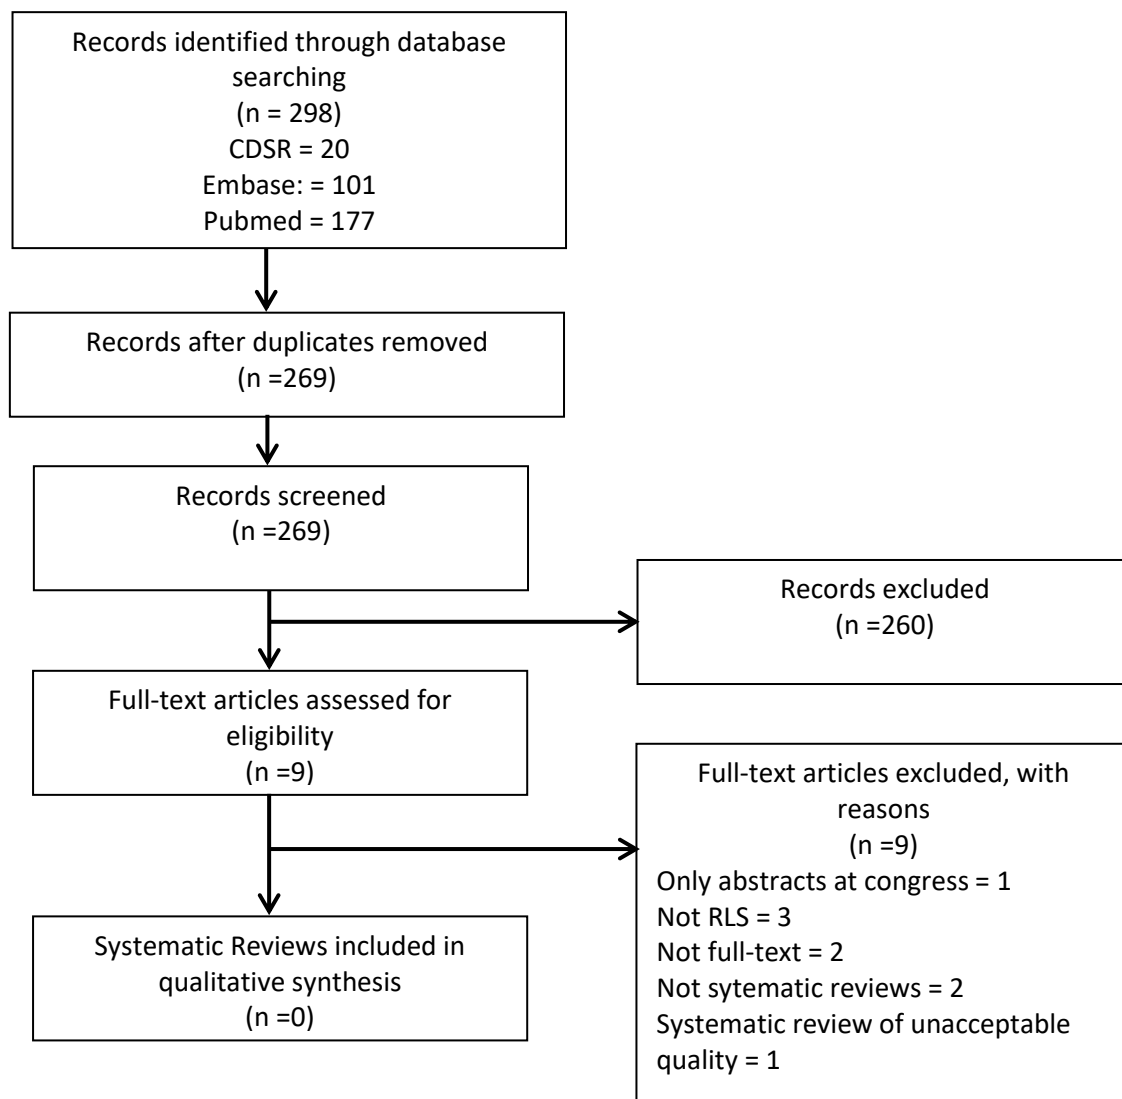 Records identified through database
searching
(n = 298)
CDSR = 20
Embase: = 101
Pubmed = 177
Records after duplicates removed
(n =269)
Records screened
(n =269)
Records excluded
(n =260)
Full-text articles assessed for
eligibility
(n =9)
Full-text articles excluded, with
reasons
(n =9)
Only abstracts at congress = 1
Not RLS = 3
Not full-text = 2
Not sytematic reviews = 2
Systematic review of unacceptable
quality = 1
Systematic Reviews included in
qualitative synthesis
(n =0)